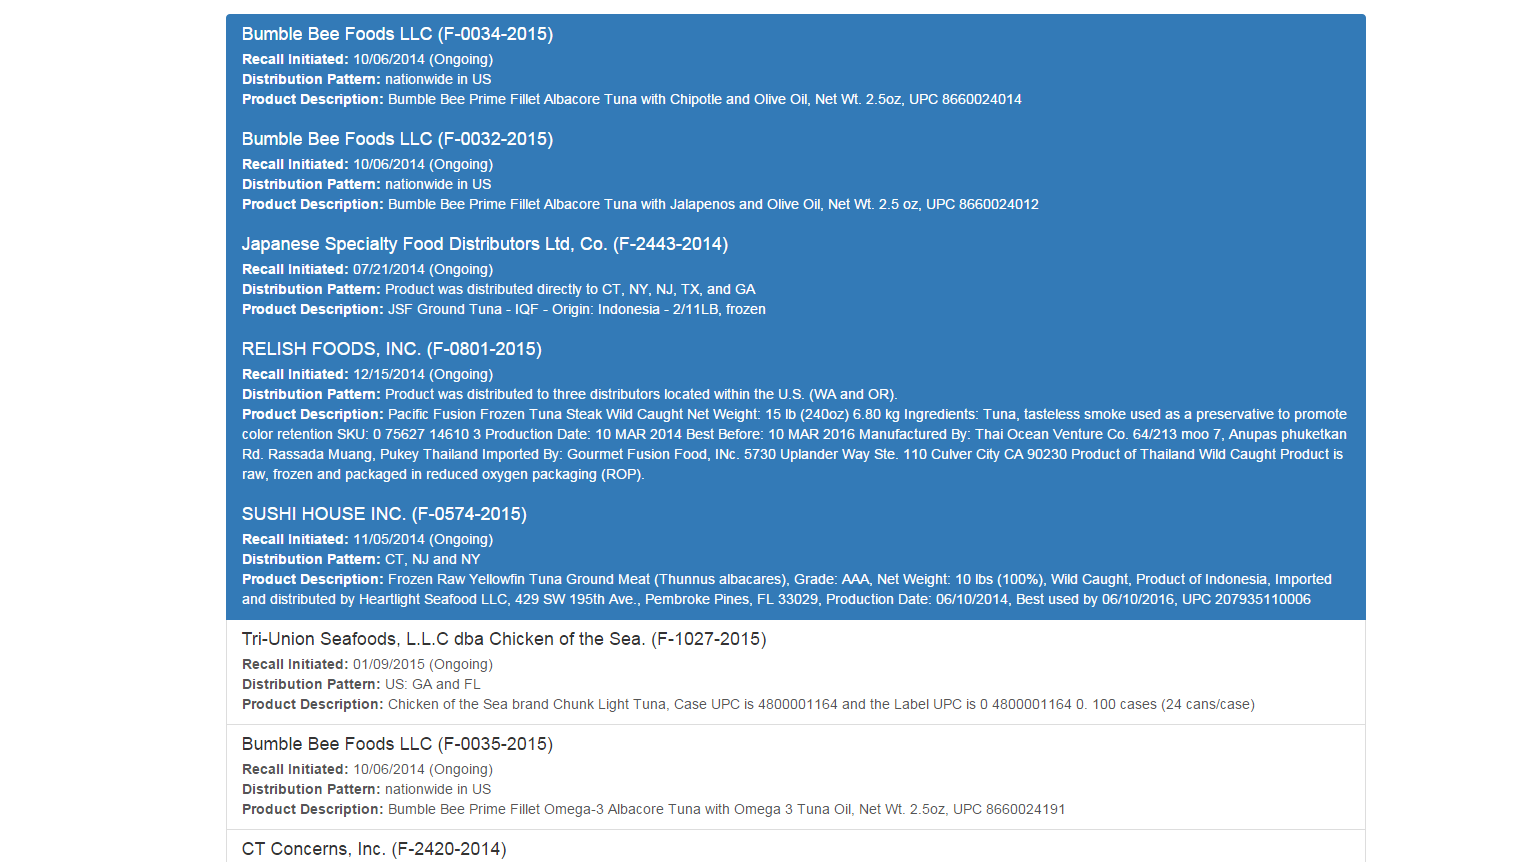 Bumble Bee Foods LLC (F-0034-2015)
Recall Initiated: 10/06/2014 (Ongoing)
Distribution Pattern: nationwide in US
Product Description: Bumble Bee Prime Fillet Albacore Tuna with Chipotle and Olive Oil, Net Wt. 2.5oz, UPC 8660024014
Bumble Bee Foods LLC (F-0032-2015)
Recall Initiated: 10/06/2014 (Ongoing)
Distribution Pattern: nationwide in US
Product Description: Bumble Bee Prime Fillet Albacore Tuna with Jalapenos and Olive Oil, Net Wt. 2.5 oz, UPC 8660024012
Japanese Specialty Food Distributors Ltd, Co. (F-2443-2014)
Recall Initiated: 07/21/2014 (Ongoing)
Distribution Pattern: Product was distributed directly to CT, NY, NJ, TX, and GA
Product Description: JSF Ground Tuna - IQF - Origin: Indonesia - 2/11LB, frozen
RELISH FOODS, INC. (F-0801-2015)
Recall Initiated: 12/15/2014 (Ongoing)
Distribution Pattern: Product was distributed to three distributors located within the U.S. (WA and OR).
Product Description: Pacific Fusion Frozen Tuna Steak Wild Caught Net Weight: 15 lb (240oz) 6.80 kg Ingredients: Tuna, tasteless smoke used as a preservative to promote
color retention SKU: 0 75627 14610 3 Production Date: 10 MAR 2014 Best Before: 10 MAR 2016 Manufactured By: Thai Ocean Venture Co. 64/213 moo 7, Anupas phuketkan
Rd. Rassada Muang, Pukey Thailand Imported By: Gourmet Fusion Food, INc. 5730 Uplander Way Ste. 110 Culver City CA 90230 Product of Thailand Wild Caught Product is
raw, frozen and packaged in reduced oxygen packaging (ROP).
SUSHI HOUSE INC. (F-0574-2015)
Recall Initiated: 11/05/2014 (Ongoing)
Distribution Pattern: CT, NJ and NY
Product Description: Frozen Raw Yellowfin Tuna Ground Meat (Thunnus albacares), Grade: AAA, Net Weight: 10 lbs (100%), Wild Caught, Product of Indonesia, Imported
and distributed by Heartlight Seafood LLC, 429 SW 195th Ave., Pembroke Pines, FL 33029, Production Date: 06/10/2014, Best used by 06/10/2016, UPC 207935110006
Tri-Union Seafoods, L.L.C dba Chicken of the Sea. (F-1027-2015)
Recall Initiated: 01/09/2015 (Ongoing)
Distribution Pattern: US: GA and FL
Product Description: Chicken of the Sea brand Chunk Light Tuna, Case UPC is 4800001164 and the Label UPC is 0 4800001164 0. 100 cases (24 cans/case)
Bumble Bee Foods LLC (F-0035-2015)
Recall Initiated: 10/06/2014 (Ongoing)
Distribution Pattern: nationwide in US
Product Description: Bumble Bee Prime Fillet Omega-3 Albacore Tuna with Omega 3 Tuna Oil, Net Wt. 2.5oz, UPC 8660024191
CT Concerns, Inc. (F-2420-2014)